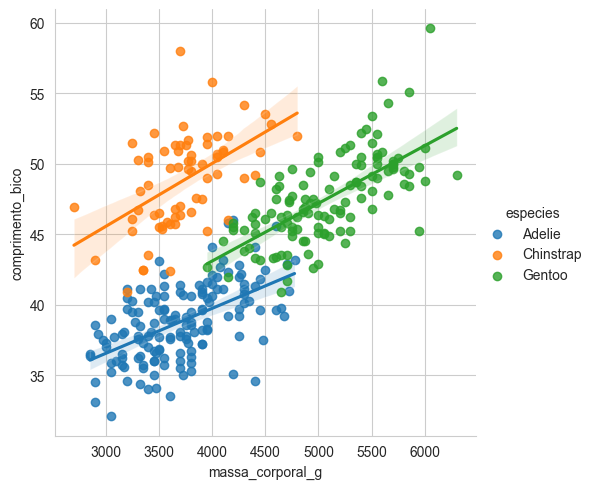 60
55
50
45
40
35
comprimento_bico
3000 3500 4000 4500 5000 5500 6000
massa_corporal_g
especies
Adelie
Chinstrap
Gentoo